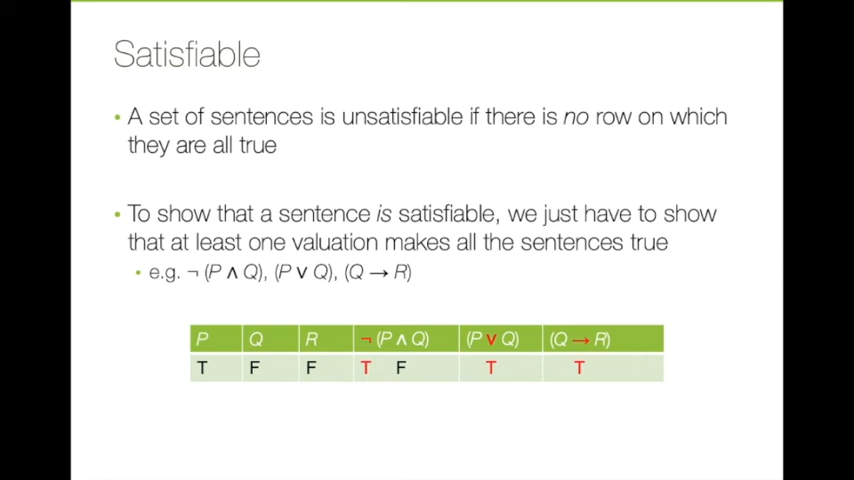 Satisfiable
• A set of sentences is unsatisfiable if there is no row on which
they are all true
• To show that a sentence is satisfiable, we just have to show
that at least one valuation makes all the sentences true
• e.g. ¬ (P ∧ Q), (P ∨ Q), (Q → R)
P Q R ¬ (P ∧ Q) (P ∨ Q) (Q → R)
T F F T F T T